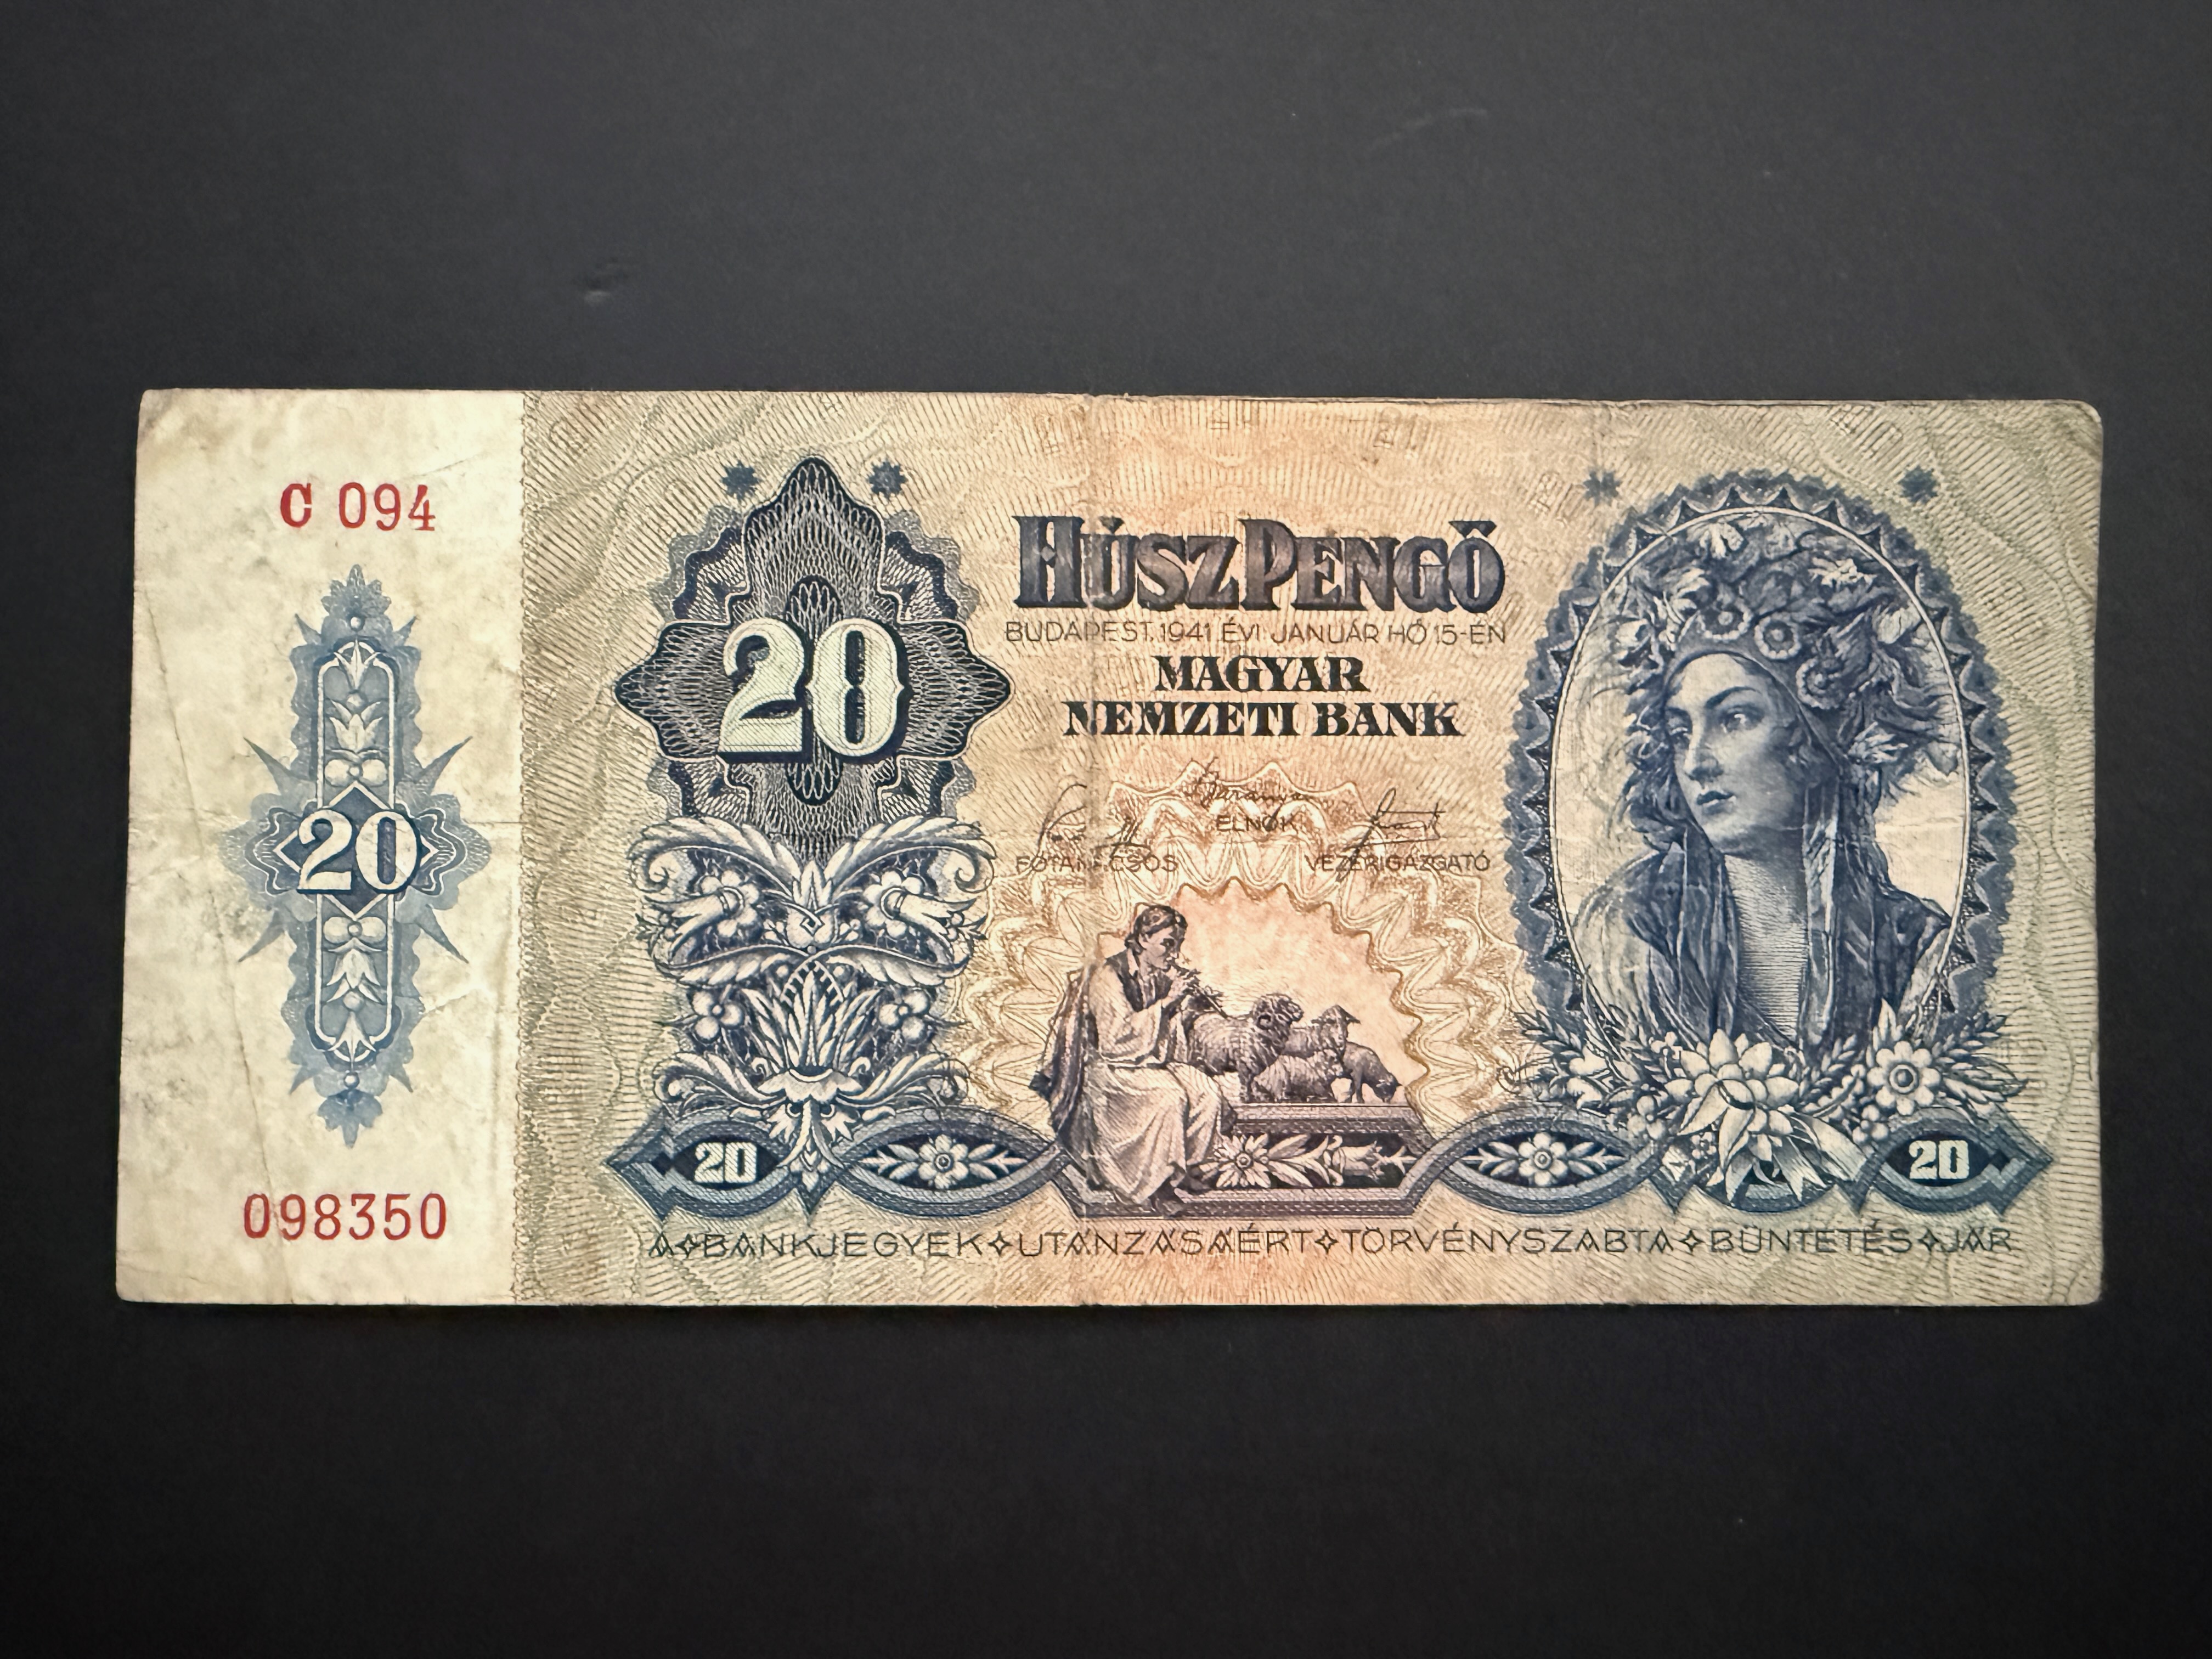 C 094
20
098350
20
HÚSZ PENGŐ
BUDAPEST, 1941 ÉVI JANUÁR HÓ 15-ÉN
MAGYAR
NEMZETI BANK
ELNÖK
FŐTANÁCSOS
VEZÉRIGAZGATÓ
20
20
A BANKJEGYEK UTÁNZÁSÁÉRT TÖRVÉNYSZABTA BÜNTETÉS JÁR